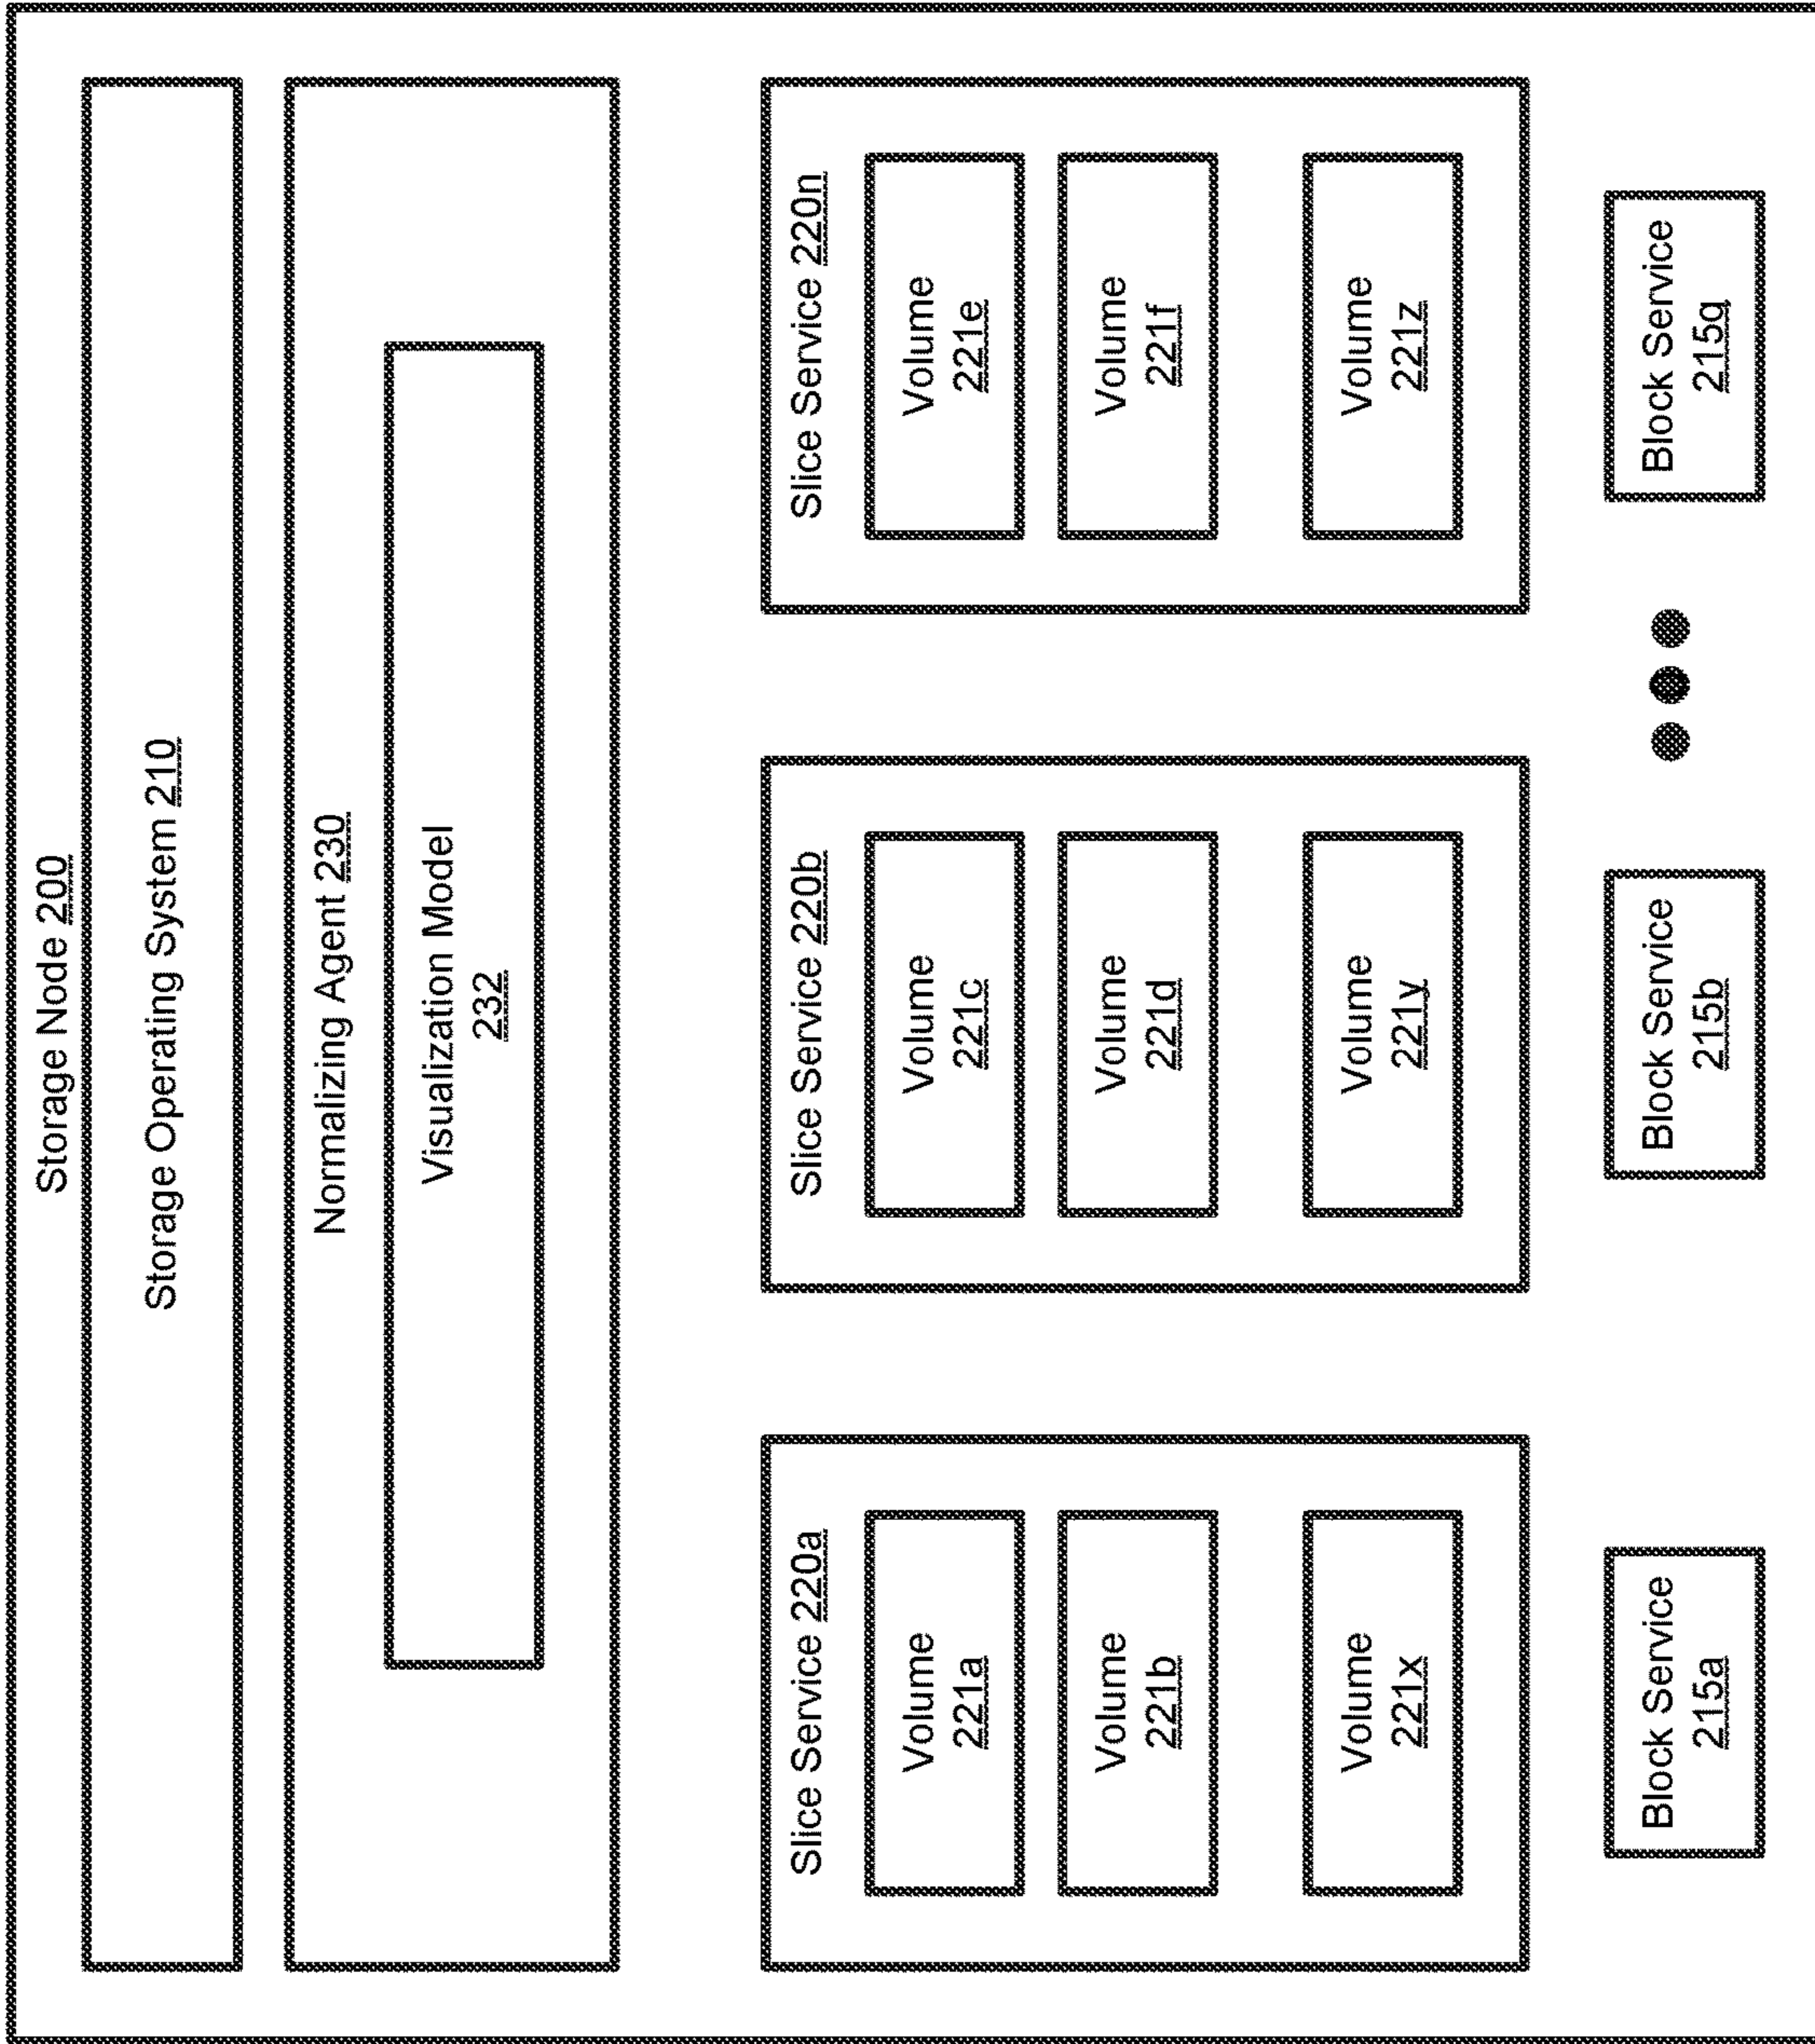 Storage Node 200
Storage Operating System 210
Normalizing Agent 230
Visualization Model
232
Slice Service 220a
Volume
221a
Volume
221b
Volume
221x
Slice Service 220b
Volume
221c
Volume
221d
Volume
221y
Slice Service 220n
Volume
221e
Volume
221f
Volume
221z
Block Service
215a
Block Service
215b
Block Service
215q